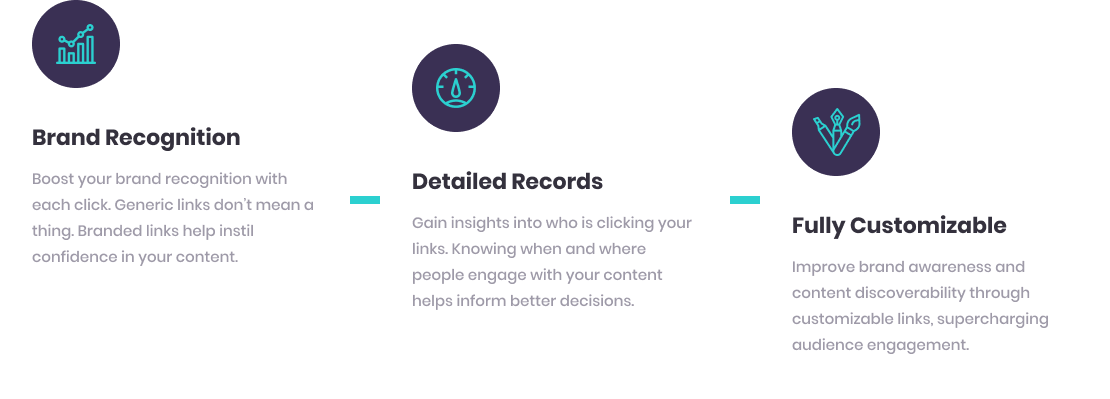 Brand Recognition
Boost your brand recognition with
each click. Generic links don't mean a
thing. Branded links help instil
confidence in your content.
Detailed Records
Gain insights into who is clicking your
links. Knowing when and where
people engage with your content
helps inform better decisions.
Fully Customizable
Improve brand awareness and
content discoverability through
customizable links, supercharging
audience engagement.